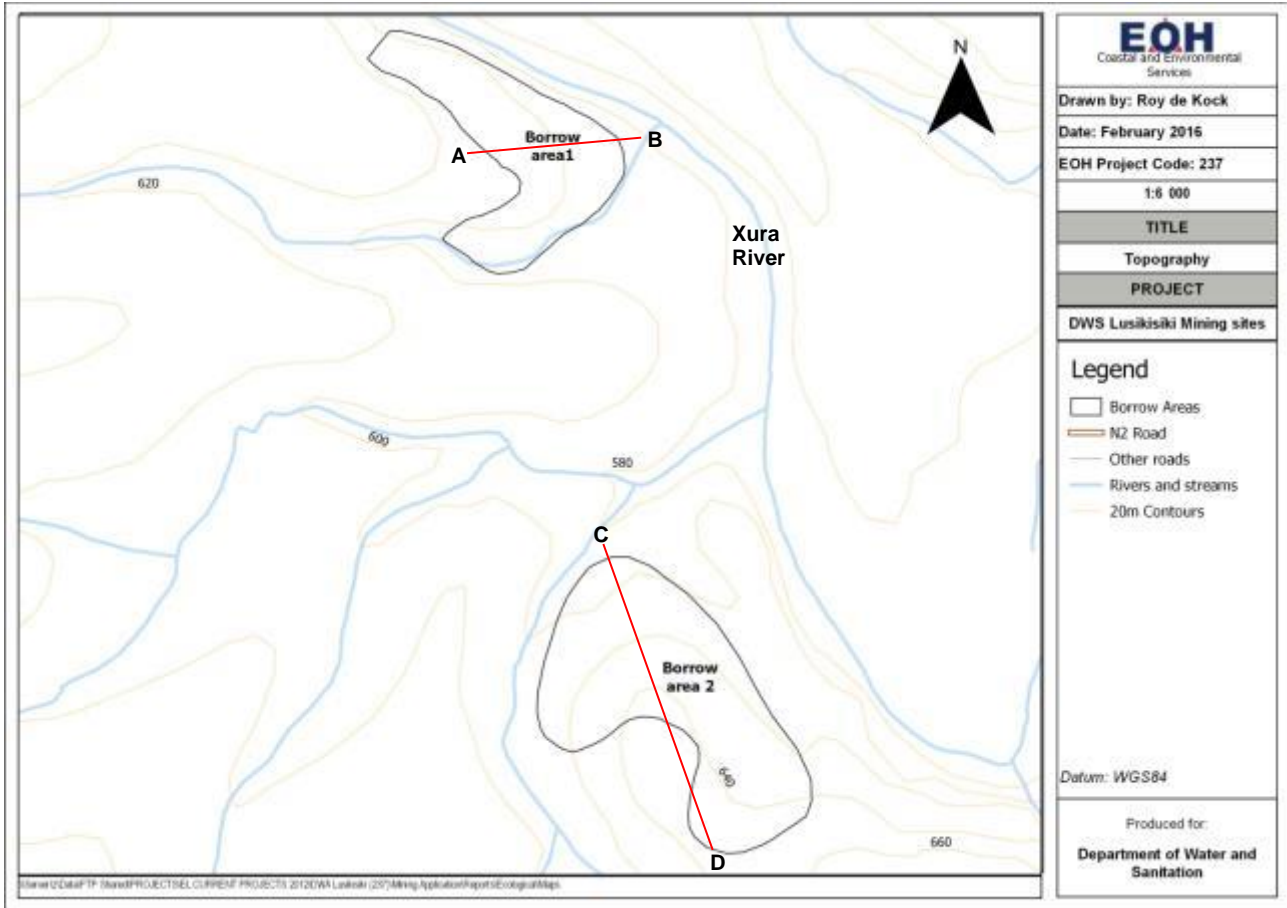 N
Borrow
area1
A
B
620
Xura
River
600
580
C
Borrow
area 2
640
D
660
EOH
Coastal and Environmental
Services
Drawn by: Roy de Kock
Date: February 2016
EOH Project Code: 237
1:6 000
TITLE
Topography
PROJECT
DWS Lusikisiki Mining sites
Legend
Borrow Areas
N2 Road
Other roads
Rivers and streams
20m Contours
Datum: WGS84
Produced for:
Department of Water and
Sanitation